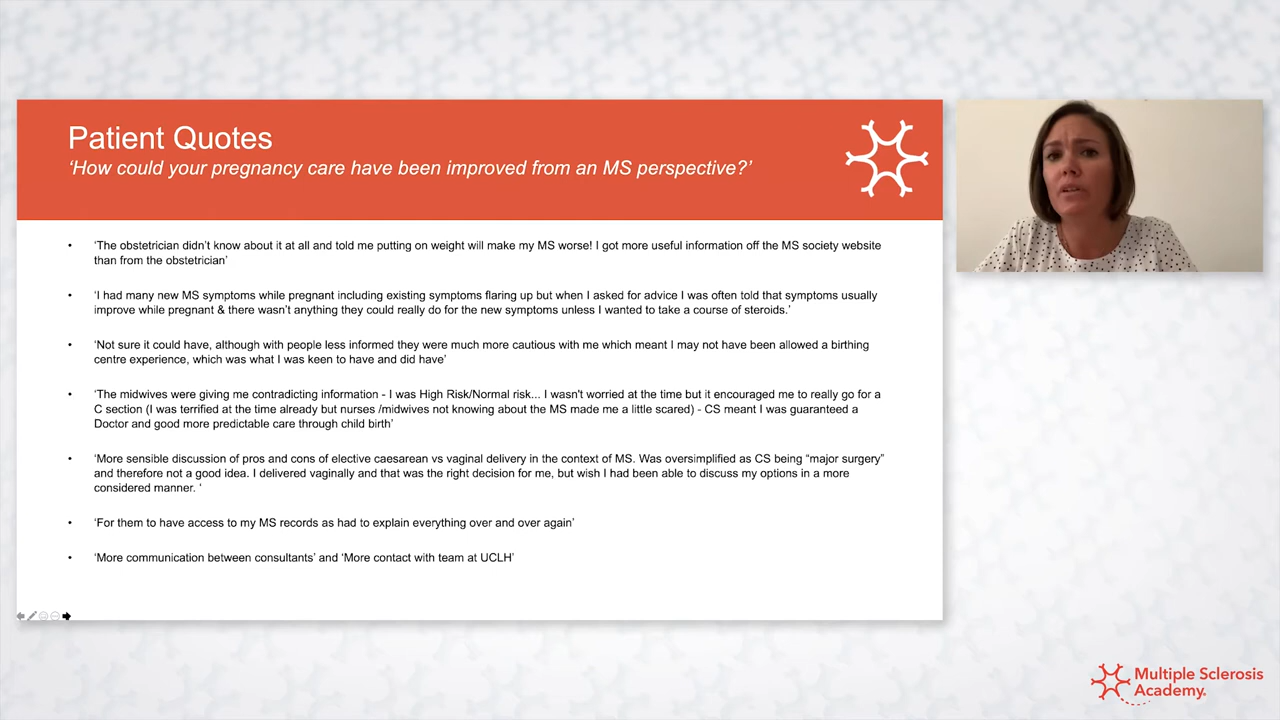 Patient Quotes
‘How could your pregnancy care have been improved from an MS perspective?’
• ‘The obstetrician didn’t know about it at all and told me putting on weight will make my MS worse! I got more useful information off the MS society website
than from the obstetrician’
• ‘I had many new MS symptoms while pregnant including existing symptoms flaring up but when I asked for advice I was often told that symptoms usually
improve while pregnant & there wasn’t anything they could really do for the new symptoms unless I wanted to take a course of steroids.’
• ‘Not sure it could have, although with people less informed they were much more cautious with me which meant I may not have been allowed a birthing
centre experience, which was what I was keen to have and did have’
• ‘The midwives were giving me contradicting information - I was High Risk/Normal risk... I wasn't worried at the time but it encouraged me to really go for a
C section (I was terrified at the time already but nurses /midwives not knowing about the MS made me a little scared) - CS meant I was guaranteed a
Doctor and good more predictable care through child birth’
• ‘More sensible discussion of pros and cons of elective caesarean vs vaginal delivery in the context of MS. Was oversimplified as CS being “major surgery”
and therefore not a good idea. I delivered vaginally and that was the right decision for me, but wish I had been able to discuss my options in a more
considered manner. ’
• ‘For them to have access to my MS records as had to explain everything over and over again’
• ‘More communication between consultants’ and ‘More contact with team at UCLH’
Multiple Sclerosis
Academy.